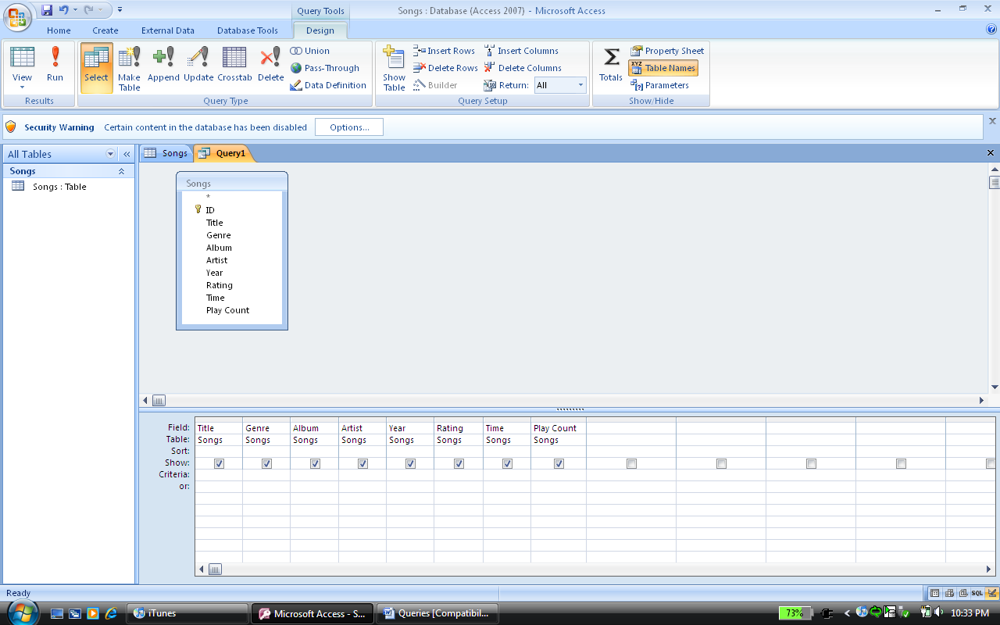 Query Tools
Songs : Database (Access 2007) - Microsoft Access
Home Create External Data Database Tools Design
View
Run
Results
Select
Make Table
Append
Update
Crosstab
Delete
Union
Pass-Through
Data Definition
Query Type
Show Table
Insert Rows
Delete Rows
Builder
Insert Columns
Delete Columns
Return: All
Query Setup
Totals
Property Sheet
XYZ Table Names
Parameters
Show/Hide
Security Warning Certain content in the database has been disabled Options...
All Tables «
Songs
Songs : Table
Songs Query1
Songs
*
ID
Title
Genre
Album
Artist
Year
Rating
Time
Play Count
Field: Title Genre Album Artist Year Rating Time Play Count
Table: Songs Songs Songs Songs Songs Songs Songs Songs
Sort:
Show:
Criteria:
or:
Ready
SQL
iTunes
Microsoft Access - S...
Queries [Compatibil...
73%
10:33 PM